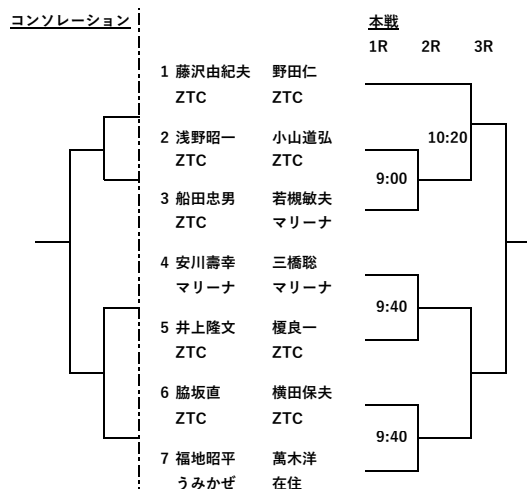 コンソレーション
本戦
1R 2R 3R
1 藤沢由紀夫 野田仁
ZTC ZTC
2 浅野昭一 小山道弘
10:20
ZTC ZTC
9:00
3 船田忠男 若槻敏夫
ZTC マリーナ
4 安川壽幸 三橋聡
マリーナ マリーナ
9:40
5 井上隆文 榎良一
ZTC ZTC
6 脇坂直 横田保夫
ZTC ZTC
9:40
7 福地昭平 萬木洋
うみかぜ 在住